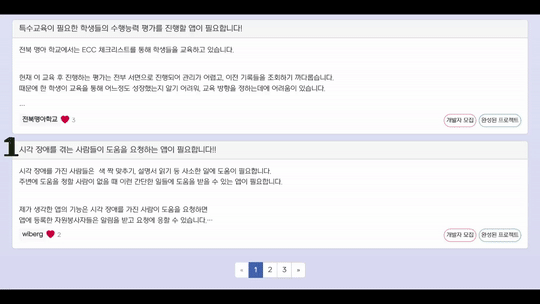 특수교육이 필요한 학생들의 수행능력 평가를 진행할 앱이 필요합니다!
전북 맹아 학교에서는 ECC 체크리스트를 통해 학생들을 교육하고 있습니다.
현재 이 교육 후 진행하는 평가는 전부 서면으로 진행되어 관리가 어렵고, 이전 기록들을 조회하기 까다롭습니다.
때문에 한 학생이 교육을 통해 어느정도 성장했는지 알기 어려워, 교육 방향을 정하는데에 어려움이 있습니다.
...
전북맹아학교 3 개발자 모집 완성된 프로젝트
1
시각 장애를 겪는 사람들이 도움을 요청하는 앱이 필요합니다!!
시각 장애를 가진 사람들은 색 짝 맞추기, 설명서 읽기 등 사소한 일에 도움이 필요합니다.
주변에 도움을 청할 사람이 없을 때 이런 간단한 일들에 도움을 받을 수 있는 앱이 필요합니다.
제가 생각한 앱의 기능은 시각 장애를 가진 사람이 도움을 요청하면
앱에 등록한 자원봉사자들은 알림을 받고 요청에 응할 수 있습니다.…
wiberg 2 개발자 모집 완성된 프로젝트
« 1 2 3 »